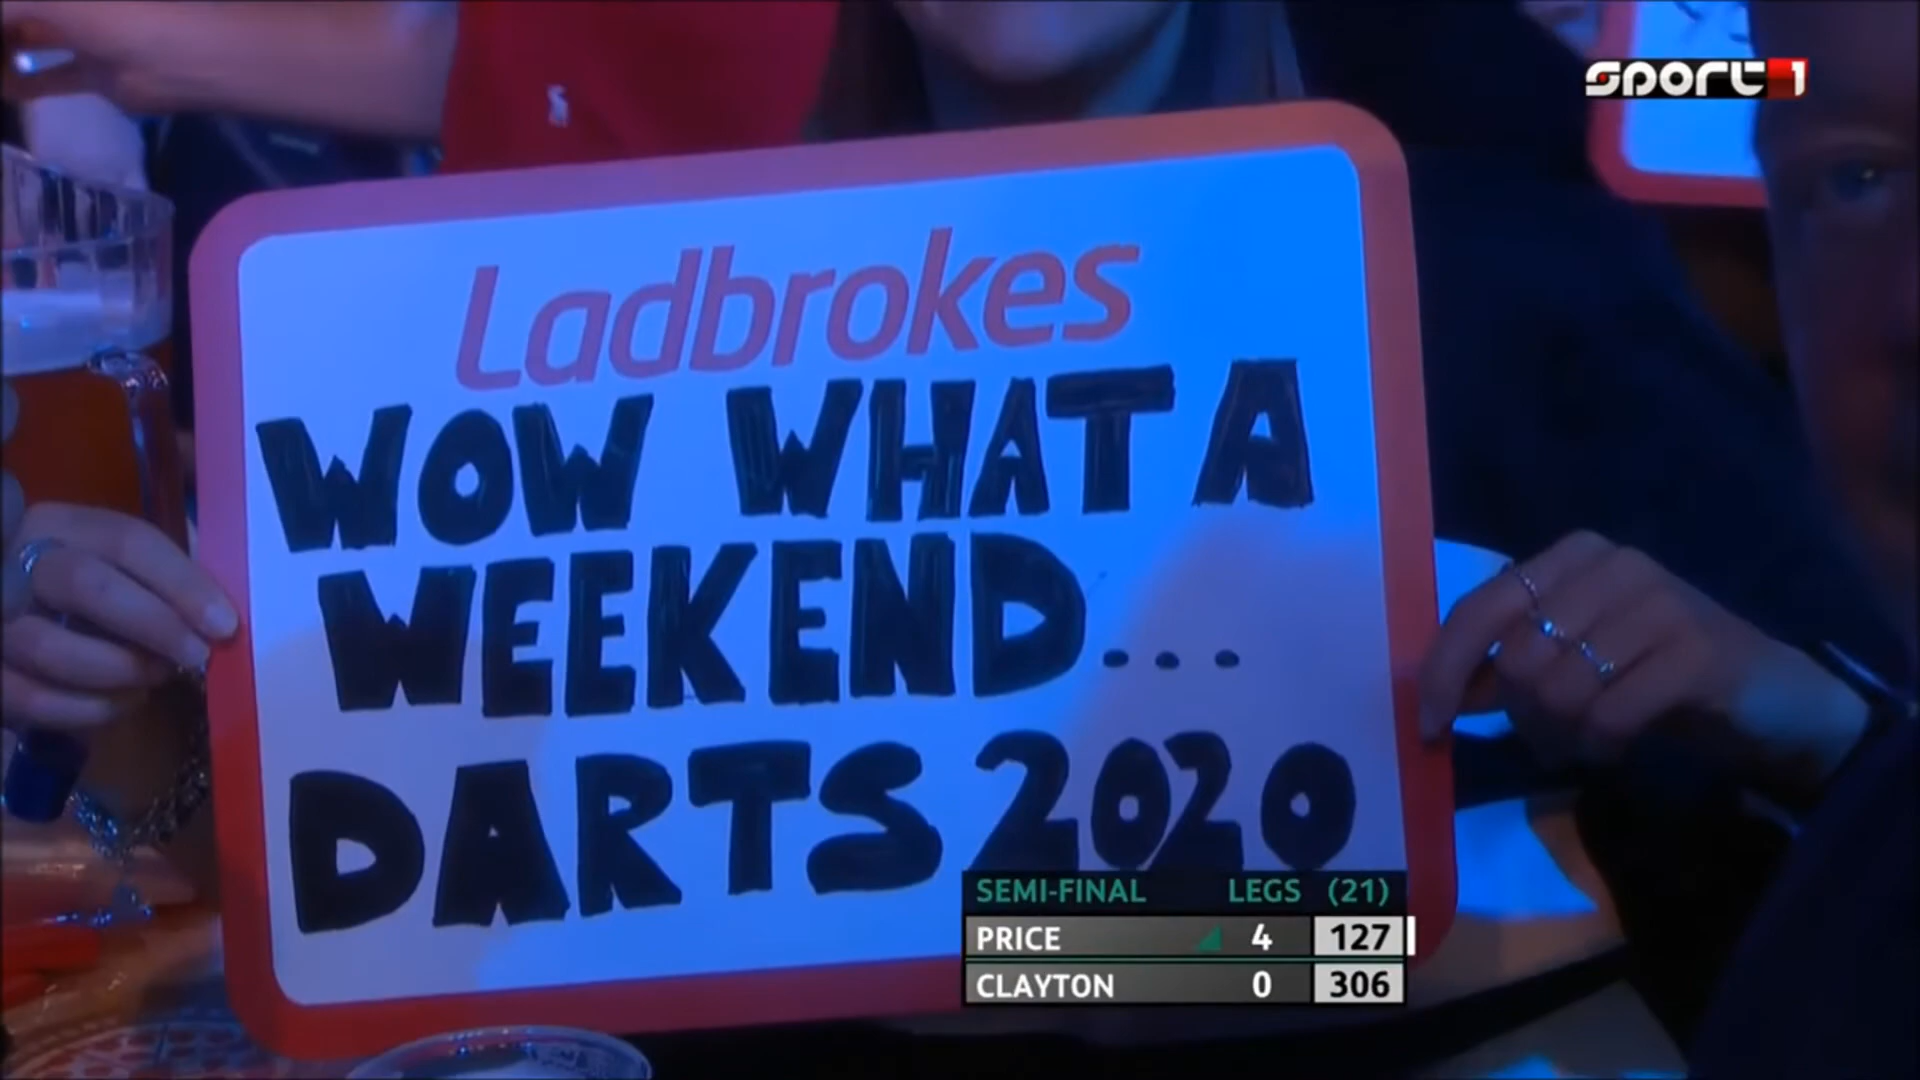 sport1
Ladbrokes
WOW WHAT A
WEEKEND...
DARTS 2020
SEMI-FINAL LEGS (21)
PRICE 4 127
CLAYTON 0 306